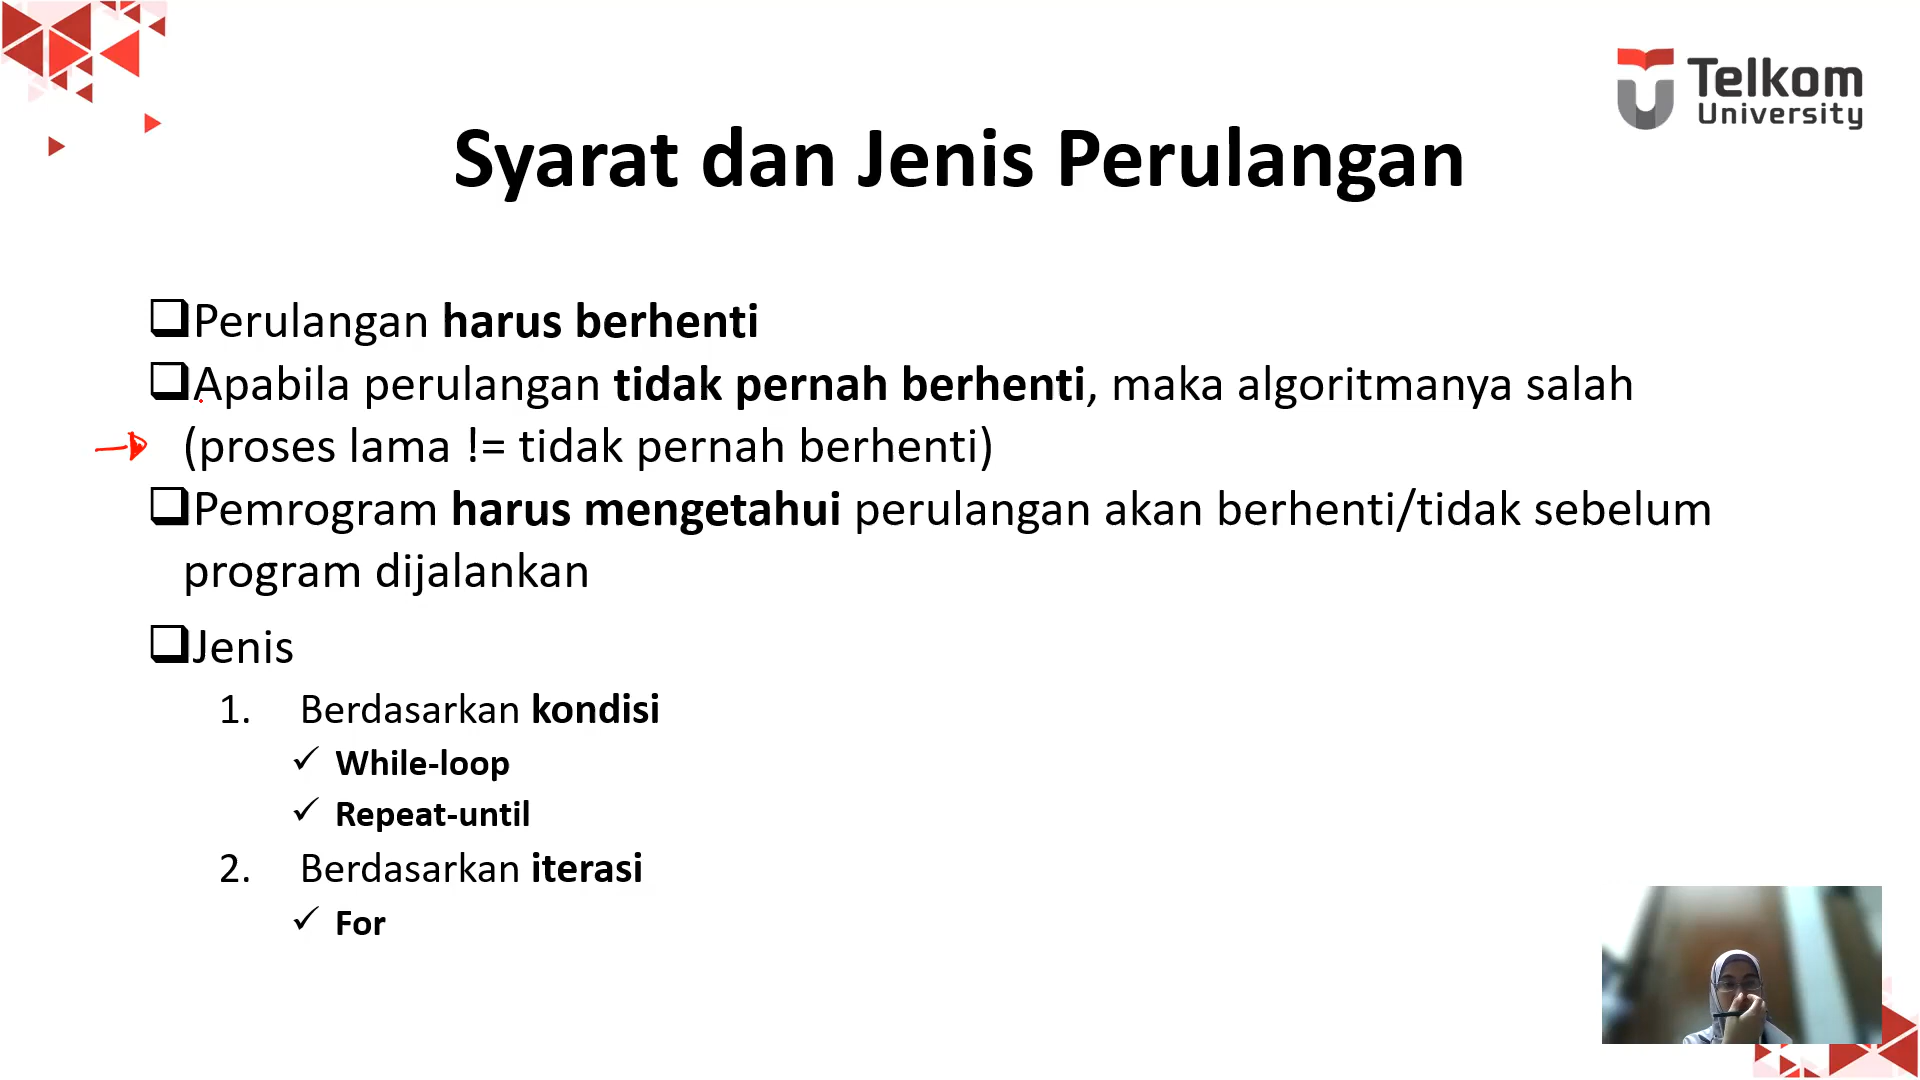 Telkom
University
Syarat dan Jenis Perulangan
Perulangan harus berhenti
Apabila perulangan tidak pernah berhenti, maka algoritmanya salah
(proses lama != tidak pernah berhenti)
Pemrogram harus mengetahui perulangan akan berhenti/tidak sebelum
program dijalankan
Jenis
1. Berdasarkan kondisi
✓ While-loop
✓ Repeat-until
2. Berdasarkan iterasi
✓ For